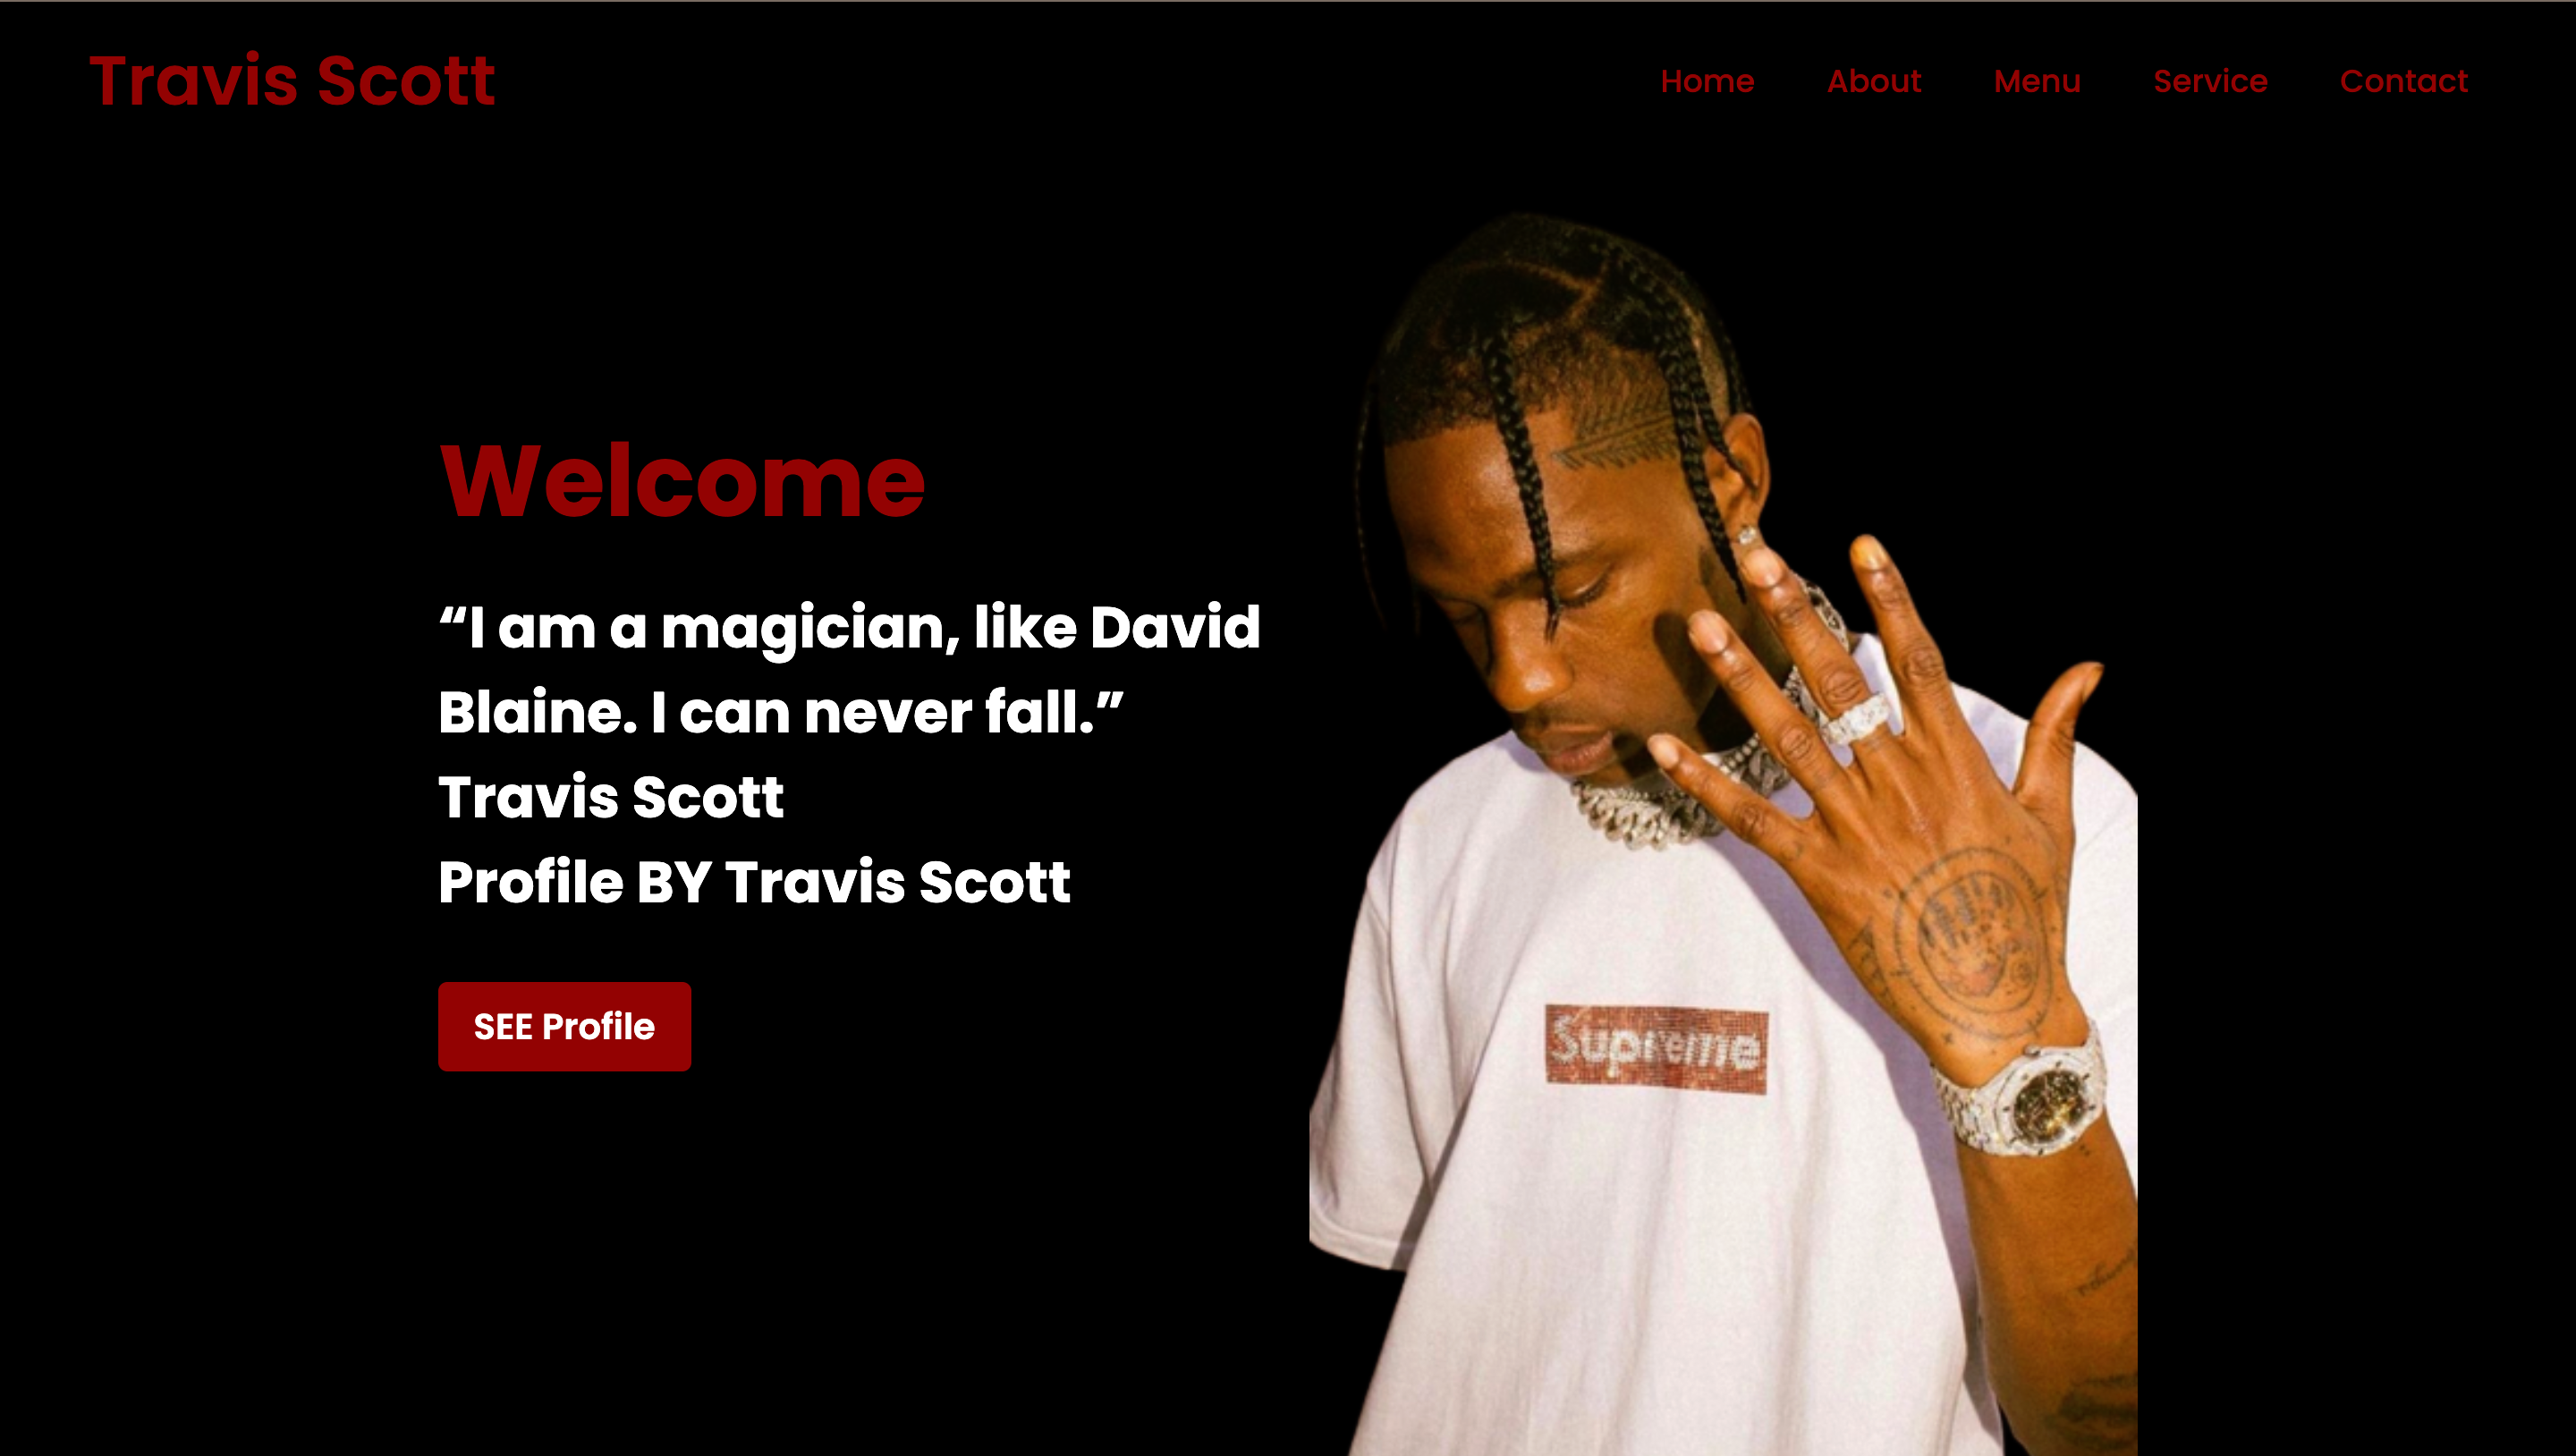 Travis Scott
Home About Menu Service Contact
Welcome
“I am a magician, like David
Blaine. I can never fall.”
Travis Scott
Profile BY Travis Scott
SEE Profile
Supreme